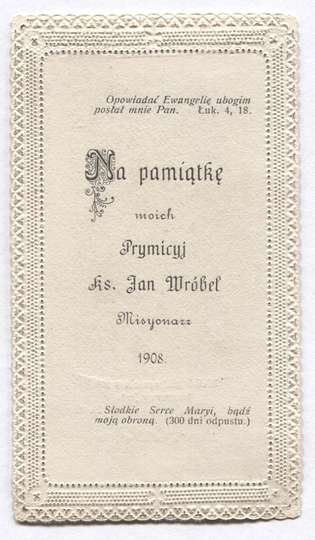 Opowiadać Ewangelię ubogim
posłał mnie Pan. Łuk. 4, 18.
Na pamiątkę
moich
Prymicyj
ks. Jan Wróbel
Misyonarz
1908.
Słodkie Serce Maryi, bądź
moją obroną. (300 dni odpustu.)